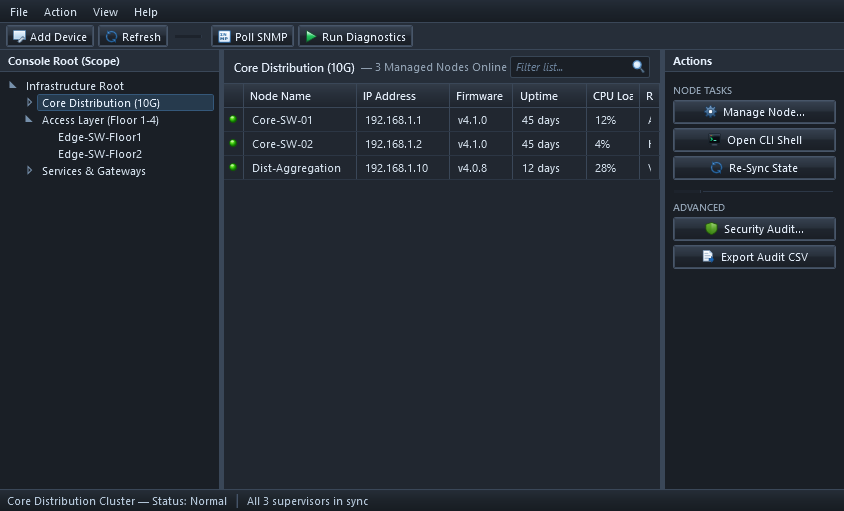 File Action View Help
Add Device Refresh Poll SNMP Run Diagnostics
Console Root (Scope)
Infrastructure Root
Core Distribution (10G)
Access Layer (Floor 1-4)
Edge-SW-Floor1
Edge-SW-Floor2
Services & Gateways
Core Distribution (10G) — 3 Managed Nodes Online Filter list...
Node Name IP Address Firmware Uptime CPU Loa R
Core-SW-01 192.168.1.1 v4.1.0 45 days 12%
Core-SW-02 192.168.1.2 v4.1.0 45 days 4%
Dist-Aggregation 192.168.1.10 v4.0.8 12 days 28%
Actions
NODE TASKS
Manage Node...
Open CLI Shell
Re-Sync State
ADVANCED
Security Audit...
Export Audit CSV
Core Distribution Cluster — Status: Normal All 3 supervisors in sync